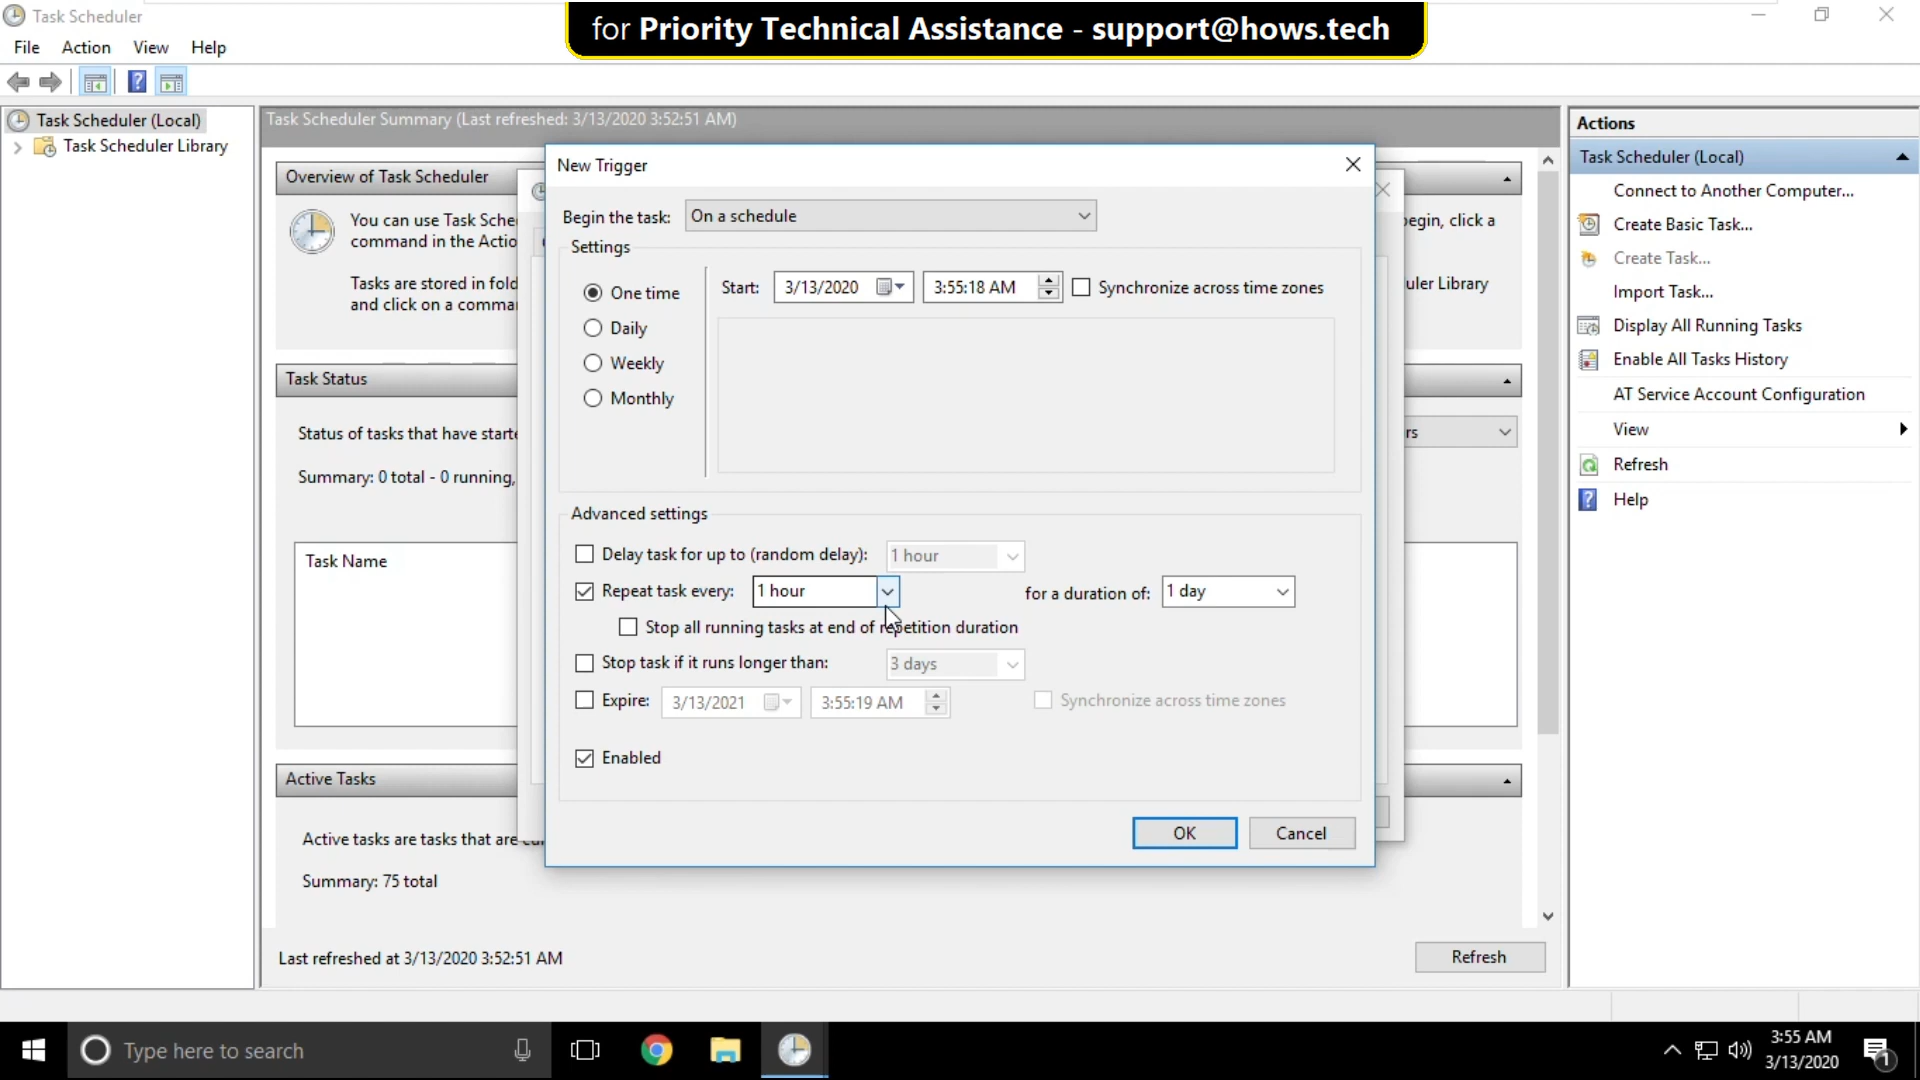 Task Scheduler
for Priority Technical Assistance - support@hows.tech
File Action View Help
Task Scheduler (Local)
Task Scheduler Library
Task Scheduler Summary (Last refreshed: 3/13/2020 3:52:51 AM)
Overview of Task Scheduler
You can use Task Sche
command in the Actio
Tasks are stored in fold
and click on a comma
egin, click a
uler Library
Task Status
Status of tasks that have starte
rs
Summary: 0 total - 0 running,
Task Name
Active Tasks
Active tasks are tasks that are
Summary: 75 total
Last refreshed at 3/13/2020 3:52:51 AM
Refresh
New Trigger
Begin the task: On a schedule
Settings
One time
Daily
Weekly
Monthly
Start: 3/13/2020 3:55:18 AM Synchronize across time zones
Advanced settings
Delay task for up to (random delay): 1 hour
Repeat task every: 1 hour for a duration of: 1 day
Stop all running tasks at end of repetition duration
Stop task if it runs longer than: 3 days
Expire: 3/13/2021 3:55:19 AM Synchronize across time zones
Enabled
OK Cancel
Actions
Task Scheduler (Local)
Connect to Another Computer...
Create Basic Task...
Create Task...
Import Task...
Display All Running Tasks
Enable All Tasks History
AT Service Account Configuration
View
Refresh
Help
Type here to search
3:55 AM
3/13/2020
1